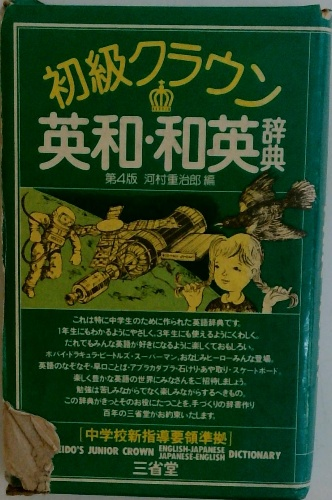 初級クラウン
英和・和英辞典
第4版 河村重治郎 編
これは特に中学生のために作られた英語辞典です.
1年生にもわかるようにやさしく,3年生にも使えるようにくわしく,
だれでもみんな英語が好きになるように楽しくておもしろい.
ポパイ・ドラキュラ・ビートルズ・スーパーマン,おなじみヒーローみんな登場.
英語のなぞなぞ・早口ことば・アブラカダブラ・石けりあや取り・スケートボード,
楽しく豊かな英語の世界にみなさんをご招待しましょう.
勉強は苦しみながらでなく楽しみながらするべきもの,
この辞典がきっとそのお役にたつことを,手づくりの辞書作り
百年の三省堂がお約束いたします.
[中学校新指導要領準拠]
EIDO'S JUNIOR CROWN ENGLISH-JAPANESE JAPANESE-ENGLISH DICTIONARY
三省堂